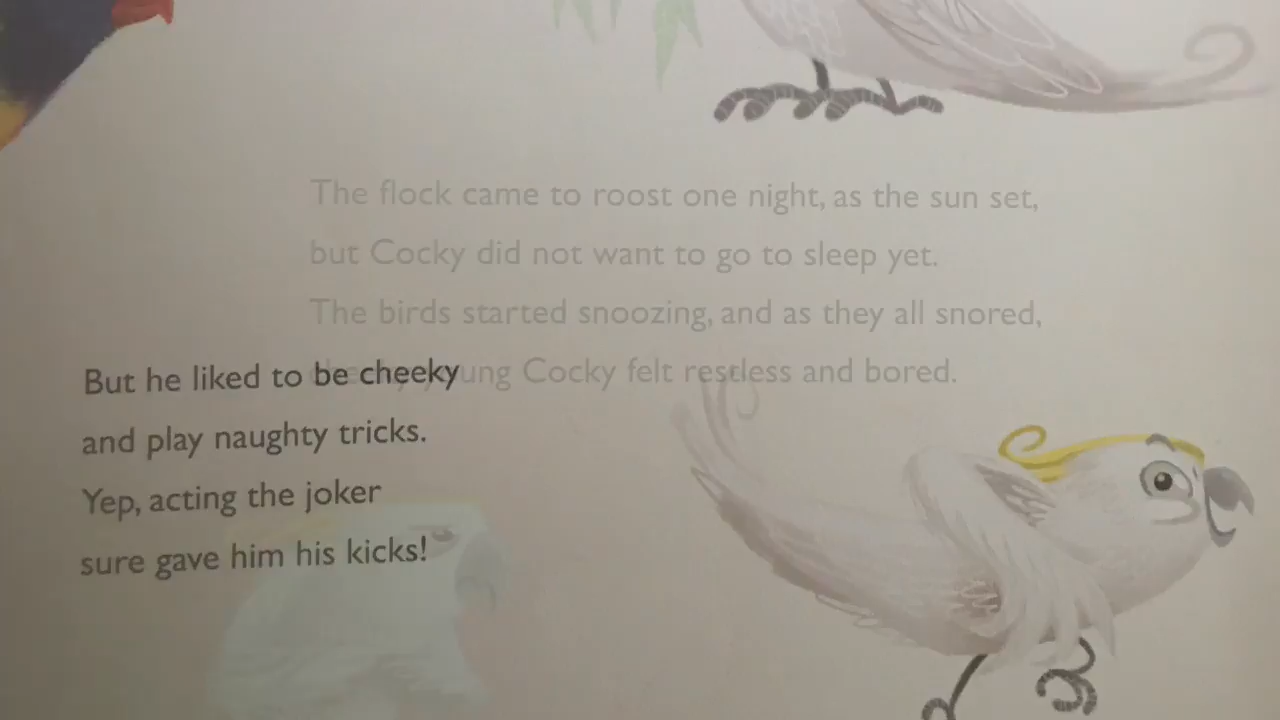 The flock came to roost one night, as the sun set,
but Cocky did not want to go to sleep yet.
The birds started snoozing, and as they all snored,
ung Cocky felt restless and bored.
But he liked to be cheeky
and play naughty tricks.
Yep, acting the joker
sure gave him his kicks!